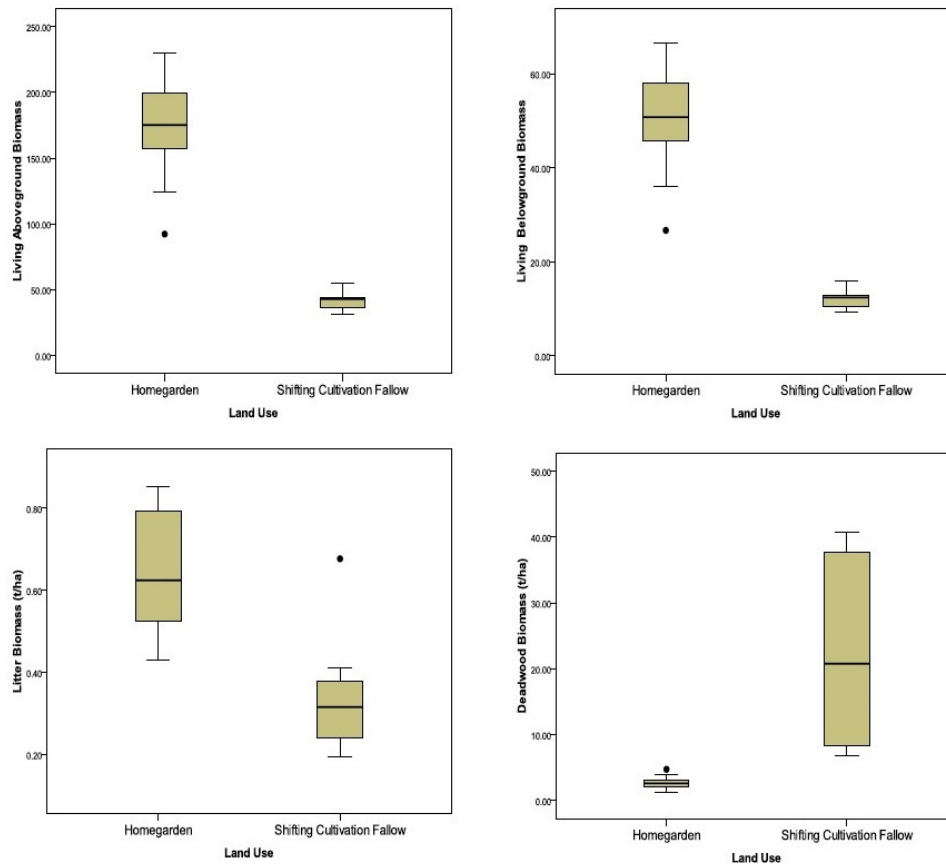 Living Aboveground Biomass
250.00
200.00
150.00
100.00
50.00
0.00
Homegarden
Shifting Cultivation Fallow
Land Use
Living Belowground Biomass
60.00
40.00
20.00
0.00
Homegarden
Shifting Cultivation Fallow
Land Use
Litter Biomass (t/ha)
0.80
0.60
0.40
0.20
Homegarden
Shifting Cultivation Fallow
Land Use
Deadwood Biomass (t/ha)
50.00
40.00
30.00
20.00
10.00
0.00
Homegarden
Shifting Cultivation Fallow
Land Use